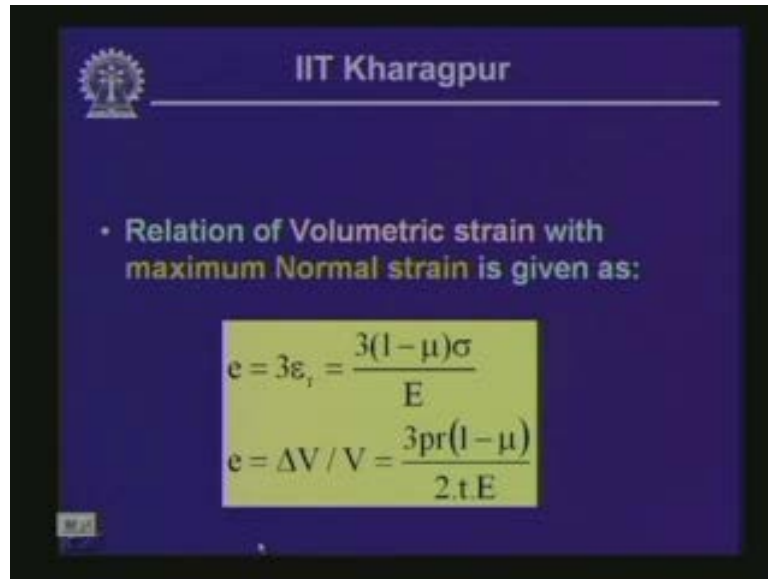 IIT Kharagpur
• Relation of Volumetric strain with
maximum Normal strain is given as:
e = 3ε_r = 3(1 − μ)σ / E
e = ΔV / V = 3pr(1 − μ) / 2.t.E